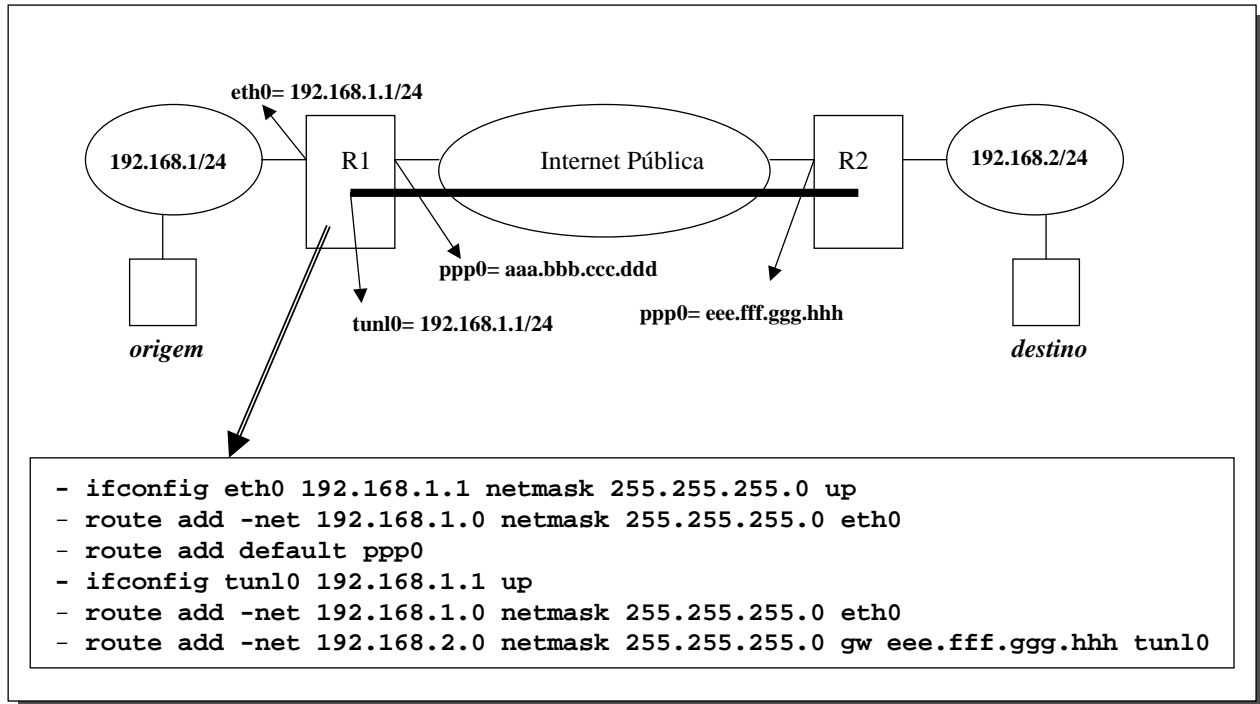 eth0= 192.168.1.1/24
192.168.1/24
R1
Internet Pública
R2
192.168.2/24
ppp0= aaa.bbb.ccc.ddd
tunl0= 192.168.1.1/24
ppp0= eee.fff.ggg.hhh
origem
destino
- ifconfig eth0 192.168.1.1 netmask 255.255.255.0 up
- route add -net 192.168.1.0 netmask 255.255.255.0 eth0
- route add default ppp0
- ifconfig tunl0 192.168.1.1 up
- route add -net 192.168.1.0 netmask 255.255.255.0 eth0
- route add -net 192.168.2.0 netmask 255.255.255.0 gw eee.fff.ggg.hhh tunl0